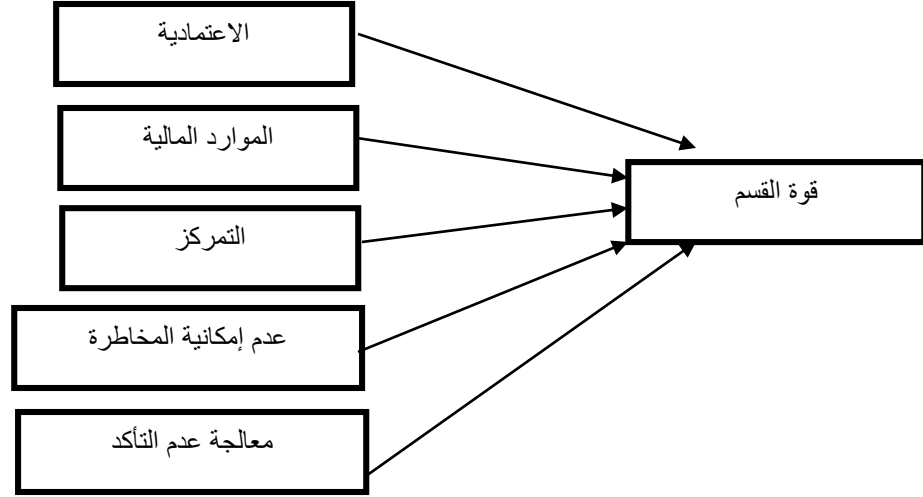 الاعتمادية
الموارد المالية
قوة القسم
التمركز
عدم إمكانية المخاطرة
معالجة عدم التأكد